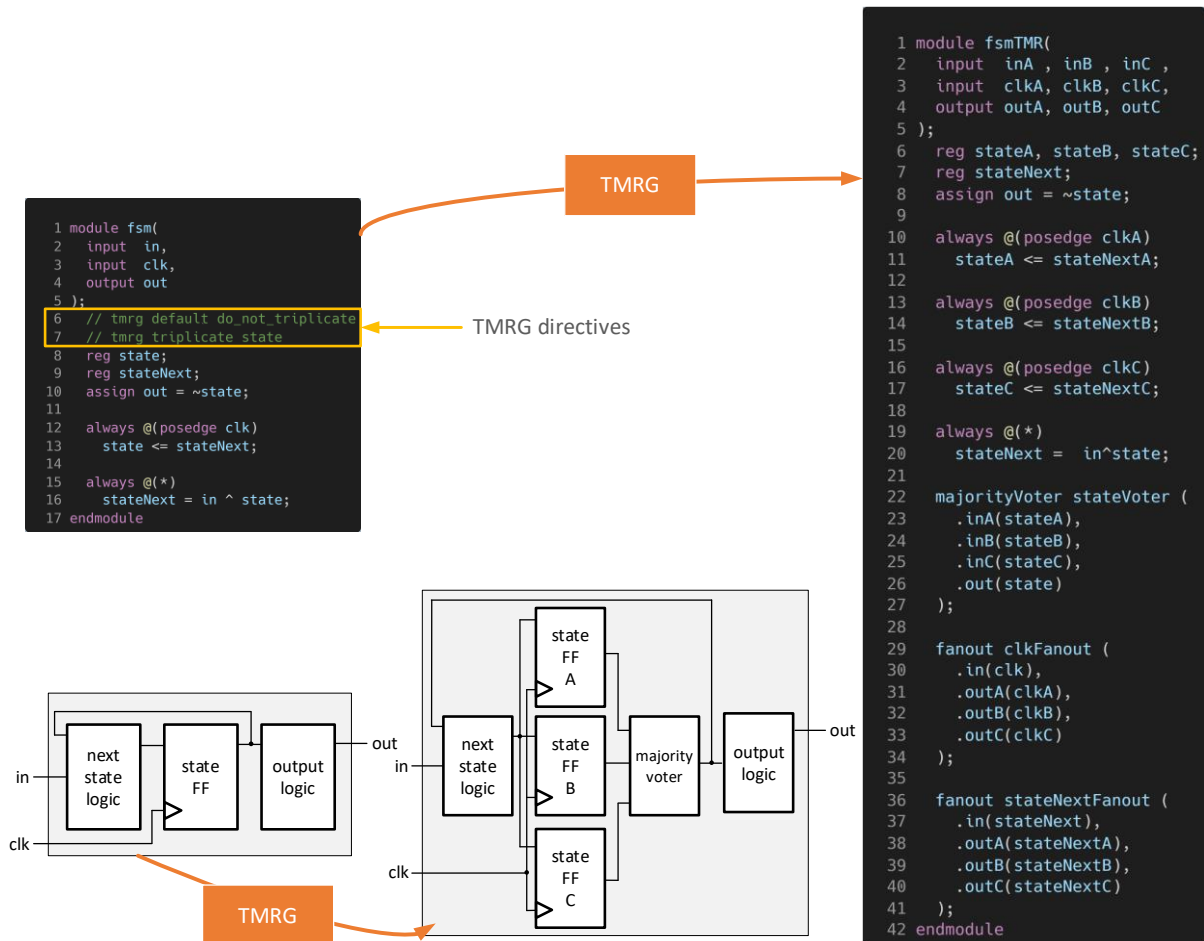 1 module fsm(
2   input  in,
3   input  clk,
4   output out
5 );
6   // tmrg default do_not_triplicate
7   // tmrg triplicate state
8   reg state;
9   reg stateNext;
10   assign out = ~state;
11
12   always @(posedge clk)
13     state <= stateNext;
14
15   always @(*)
16     stateNext = in ^ state;
17 endmodule
TMRG directives
TMRG
1 module fsmTMR(
2   input  inA , inB , inC ,
3   input  clkA, clkB, clkC,
4   output outA, outB, outC
5 );
6   reg stateA, stateB, stateC;
7   reg stateNext;
8   assign out = ~state;
9
10   always @(posedge clkA)
11     stateA <= stateNextA;
12
13   always @(posedge clkB)
14     stateB <= stateNextB;
15
16   always @(posedge clkC)
17     stateC <= stateNextC;
18
19   always @(*)
20     stateNext =  in^state;
21
22   majorityVoter stateVoter (
23     .inA(stateA),
24     .inB(stateB),
25     .inC(stateC),
26     .out(state)
27   );
28
29   fanout clkFanout (
30     .in(clk),
31     .outA(clkA),
32     .outB(clkB),
33     .outC(clkC)
34   );
35
36   fanout stateNextFanout (
37     .in(stateNext),
38     .outA(stateNextA),
39     .outB(stateNextB),
40     .outC(stateNextC)
41   );
42 endmodule
in
clk
next
state
logic
state
FF
output
logic
out
TMRG
in
clk
next
state
logic
state
FF
A
state
FF
B
state
FF
C
majority
voter
output
logic
out